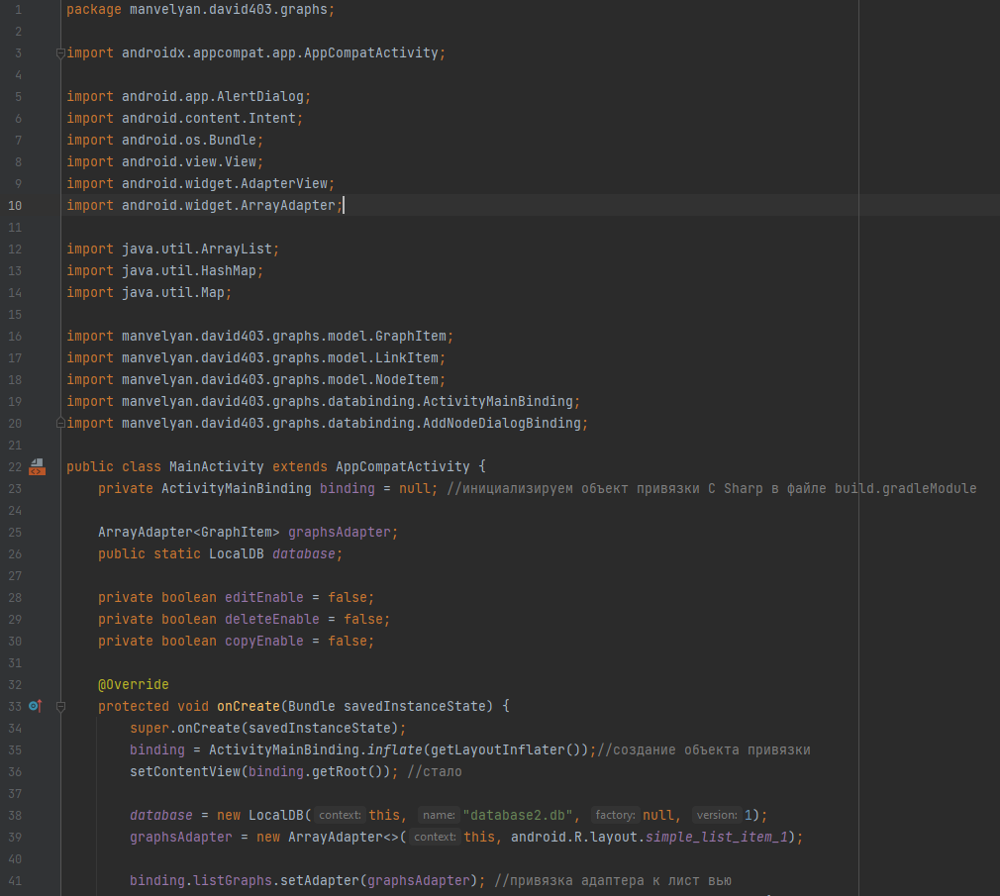 1 package manvelyan.david403.graphs;
2
3 import androidx.appcompat.app.AppCompatActivity;
4
5 import android.app.AlertDialog;
6 import android.content.Intent;
7 import android.os.Bundle;
8 import android.view.View;
9 import android.widget.AdapterView;
10 import android.widget.ArrayAdapter;
11
12 import java.util.ArrayList;
13 import java.util.HashMap;
14 import java.util.Map;
15
16 import manvelyan.david403.graphs.model.GraphItem;
17 import manvelyan.david403.graphs.model.LinkItem;
18 import manvelyan.david403.graphs.model.NodeItem;
19 import manvelyan.david403.graphs.databinding.ActivityMainBinding;
20 import manvelyan.david403.graphs.databinding.AddNodeDialogBinding;
21
22 public class MainActivity extends AppCompatActivity {
23 private ActivityMainBinding binding = null; //инициализируем объект привязки C Sharp в файле build.gradleModule
24
25 ArrayAdapter<GraphItem> graphsAdapter;
26 public static LocalDB database;
27
28 private boolean editEnable = false;
29 private boolean deleteEnable = false;
30 private boolean copyEnable = false;
31
32 @Override
33 protected void onCreate(Bundle savedInstanceState) {
34 super.onCreate(savedInstanceState);
35 binding = ActivityMainBinding.inflate(getLayoutInflater());//создание объекта привязки
36 setContentView(binding.getRoot()); //стало
37
38 database = new LocalDB( context: this, name: "database2.db", factory: null, version: 1);
39 graphsAdapter = new ArrayAdapter<>( context: this, android.R.layout.simple_list_item_1);
40
41 binding.listGraphs.setAdapter(graphsAdapter); //привязка адаптера к лист вью